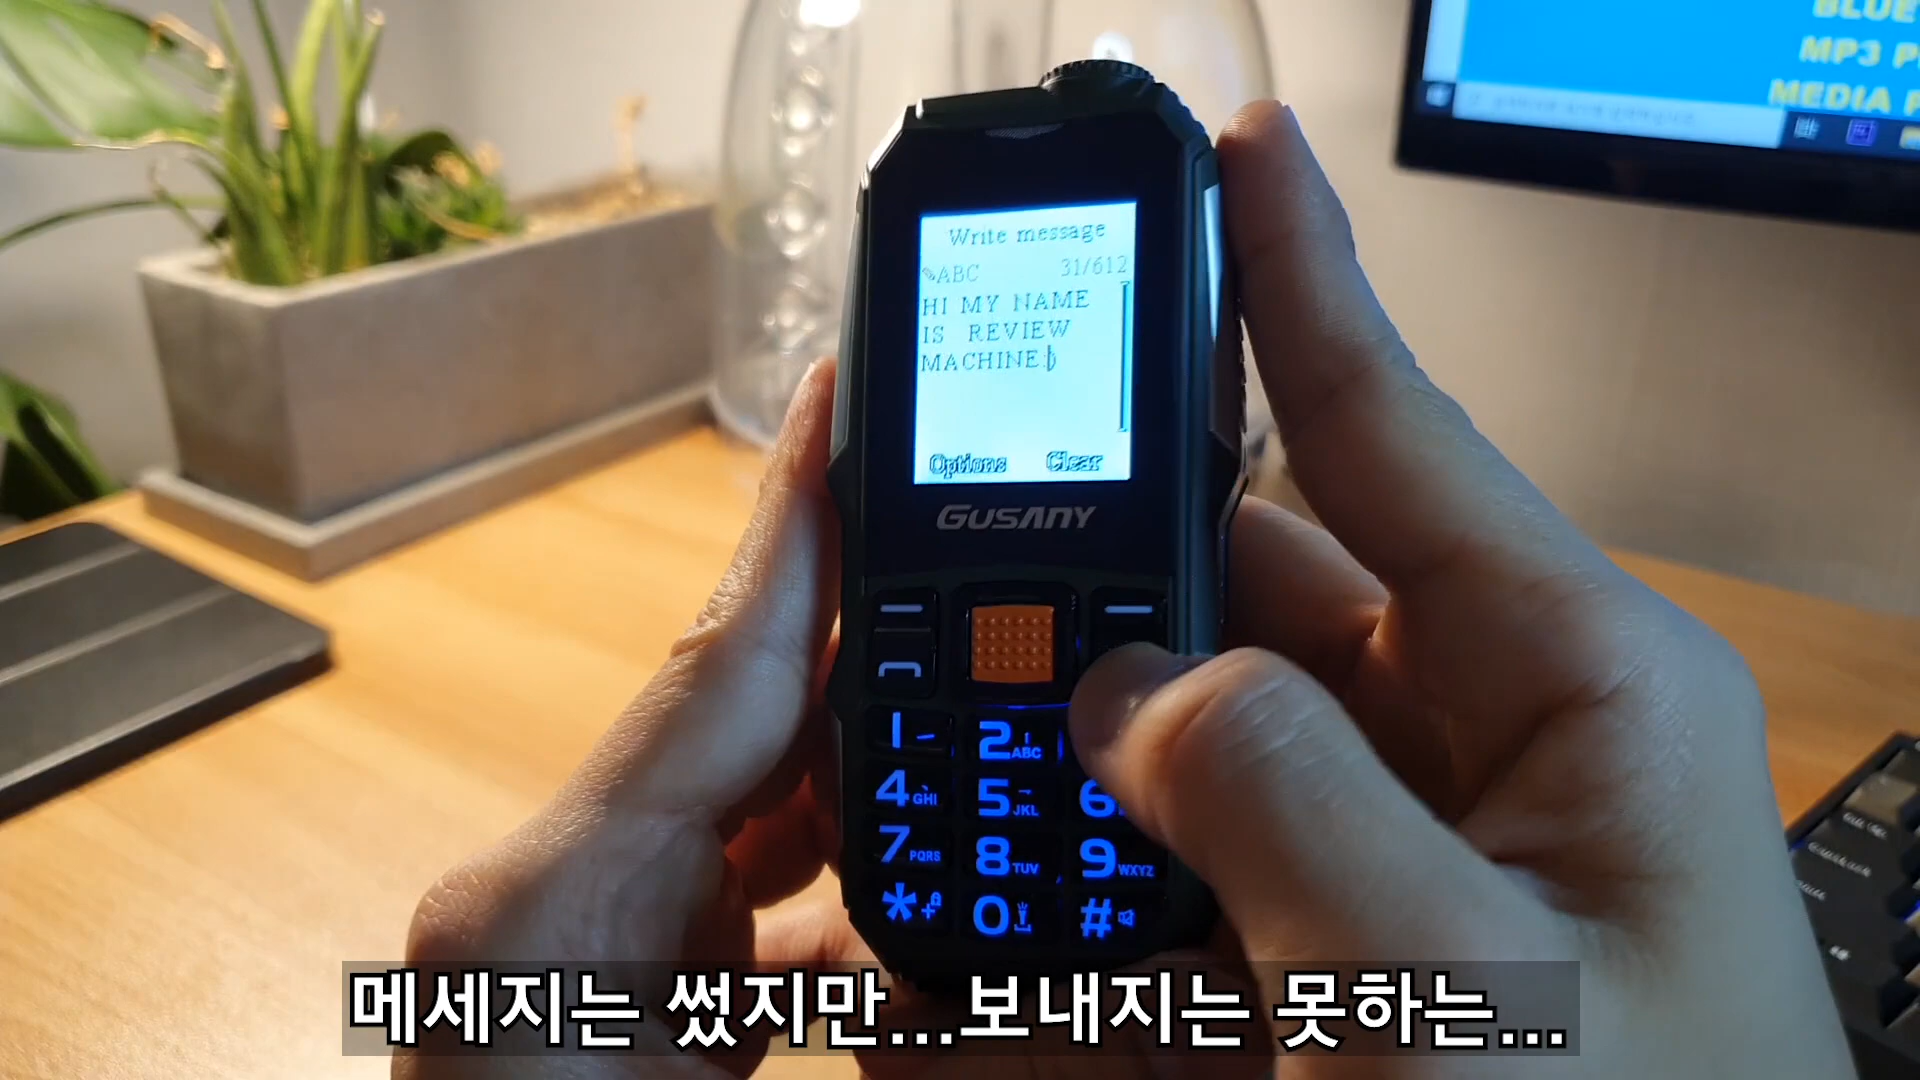 BLUE
MP3 P
MEDIA P
Write message
ABC 31/612
HI MY NAME
IS REVIEW
MACHINE:)
Options Clear
GUSANY
1
2 ABC
4 GHI
5 JKL
6
7 PQRS
8 TUV
9 WXYZ
* +
0
#
메세지는 썼지만...보내지는 못하는...